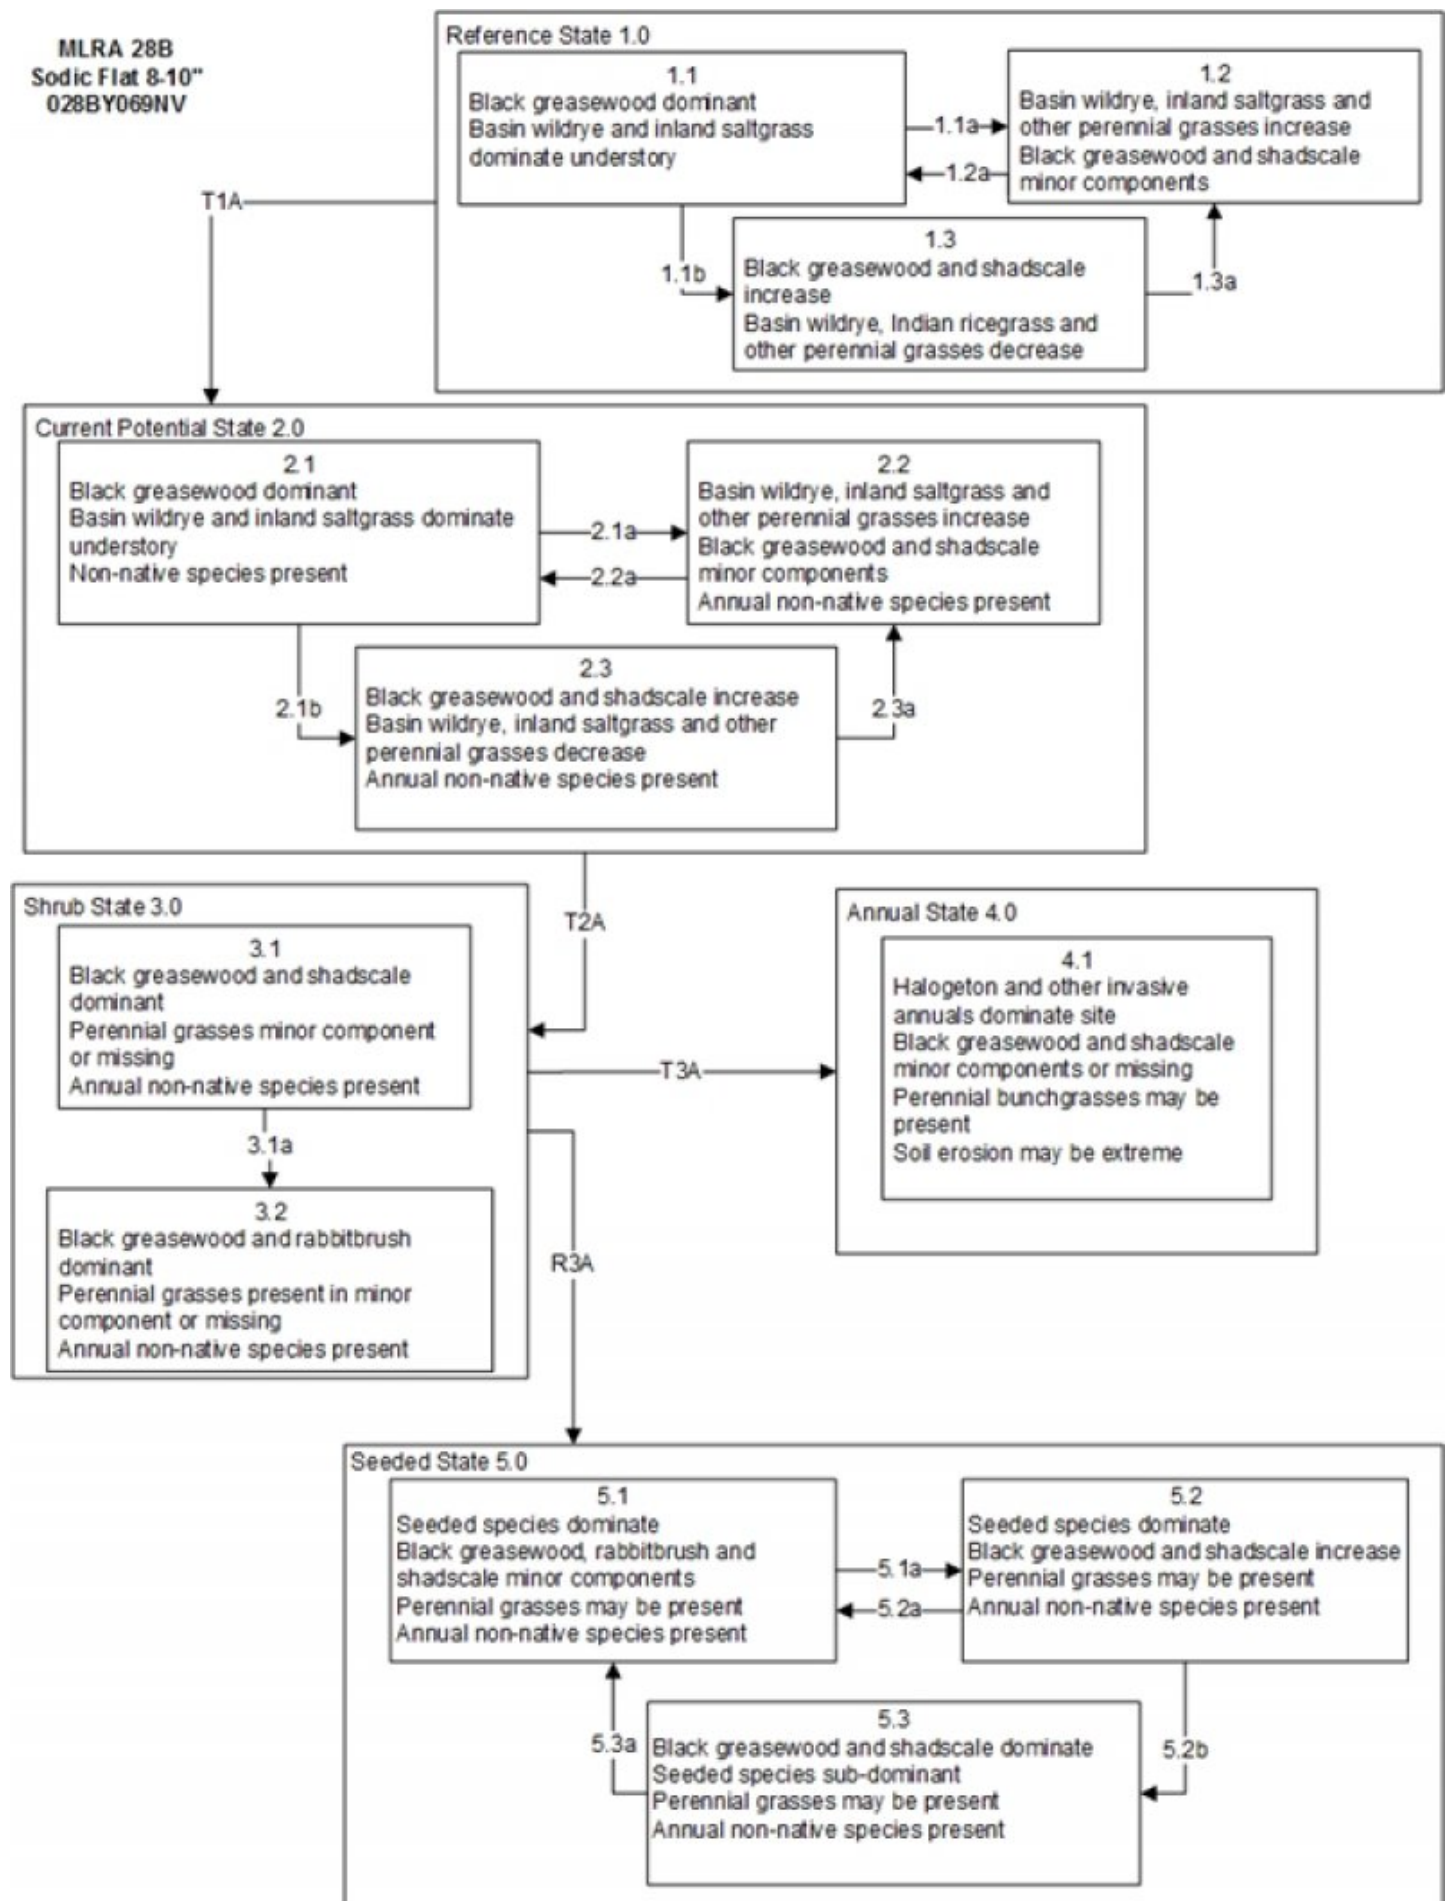 MLRA 28B
Sodic Flat 8-10"
028BY069NV
Reference State 1.0
1.1
Black greasewood dominant
Basin wildrye and inland saltgrass
dominate understory
1.1a
1.2a
1.2
Basin wildrye, inland saltgrass and
other perennial grasses increase
Black greasewood and shadscale
minor components
T1A
1.1b
1.3
Black greasewood and shadscale
increase
Basin wildrye, Indian ricegrass and
other perennial grasses decrease
1.3a
Current Potential State 2.0
2.1
Black greasewood dominant
Basin wildrye and inland saltgrass dominate
understory
Non-native species present
2.1a
2.2a
2.2
Basin wildrye, inland saltgrass and
other perennial grasses increase
Black greasewood and shadscale
minor components
Annual non-native species present
2.1b
2.3
Black greasewood and shadscale increase
Basin wildrye, inland saltgrass and other
perennial grasses decrease
Annual non-native species present
2.3a
T2A
Shrub State 3.0
3.1
Black greasewood and shadscale
dominant
Perennial grasses minor component
or missing
Annual non-native species present
3.1a
3.2
Black greasewood and rabbitbrush
dominant
Perennial grasses present in minor
component or missing
Annual non-native species present
T3A
R3A
Annual State 4.0
4.1
Halogeton and other invasive
annuals dominate site
Black greasewood and shadscale
minor components or missing
Perennial bunchgrasses may be
present
Soil erosion may be extreme
Seeded State 5.0
5.1
Seeded species dominate
Black greasewood, rabbitbrush and
shadscale minor components
Perennial grasses may be present
Annual non-native species present
5.1a
5.2a
5.2
Seeded species dominate
Black greasewood and shadscale increase
Perennial grasses may be present
Annual non-native species present
5.3a
5.3
Black greasewood and shadscale dominate
Seeded species sub-dominant
Perennial grasses may be present
Annual non-native species present
5.2b